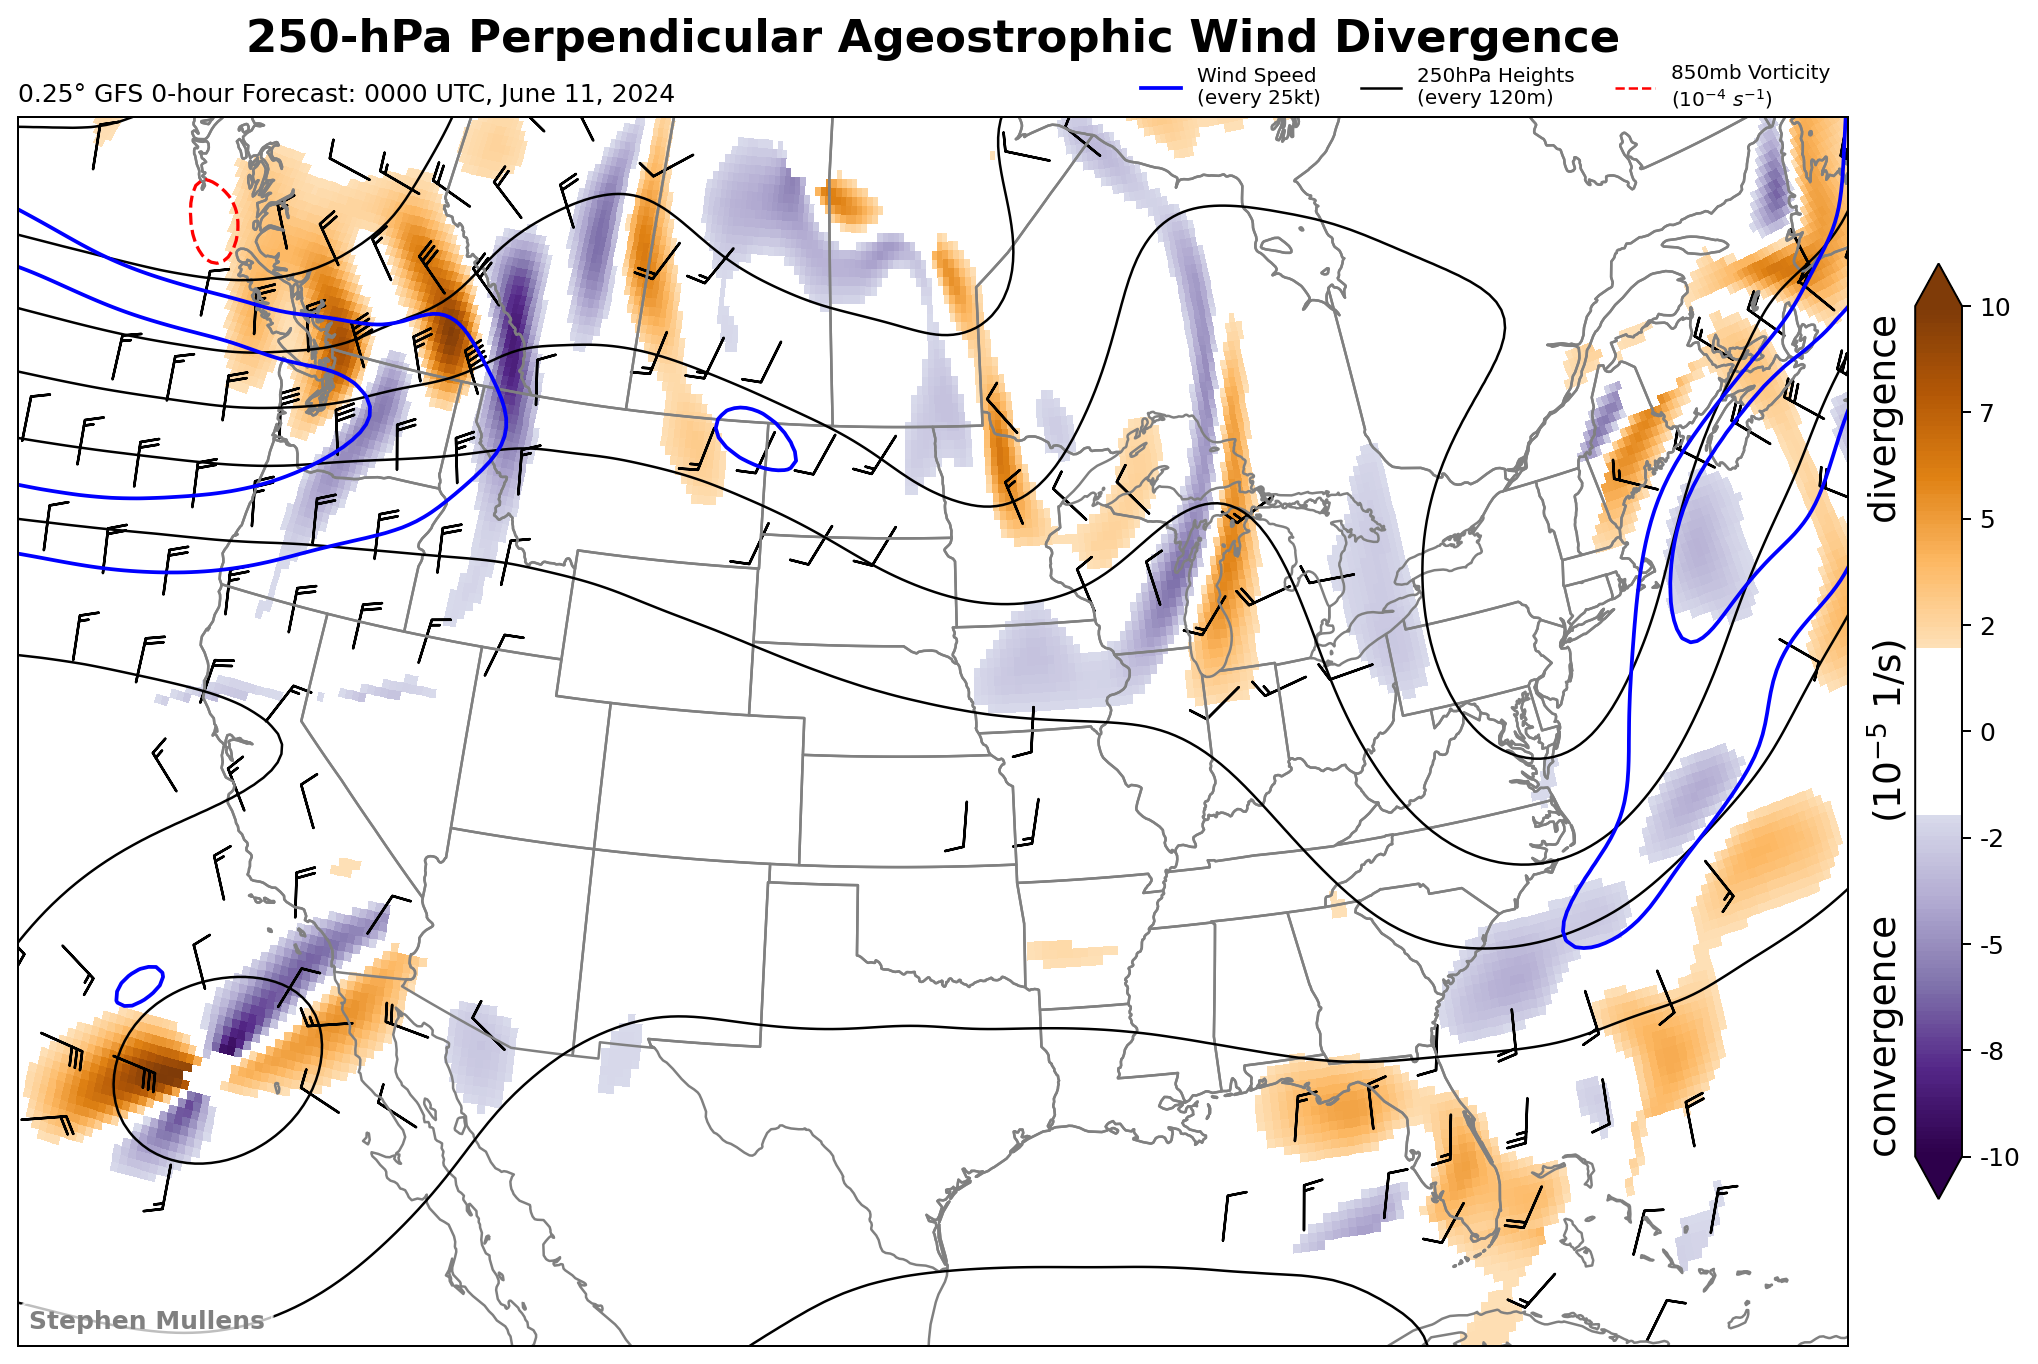 250-hPa Perpendicular Ageostrophic Wind Divergence
0.25° GFS 0-hour Forecast: 0000 UTC, June 11, 2024
Wind Speed
(every 25kt)
250hPa Heights
(every 120m)
850mb Vorticity
(10⁻⁴ s⁻¹)
10
7
5
2
0
-2
-5
-8
-10
convergence (10⁻⁵ 1/s) divergence
Stephen Mullens